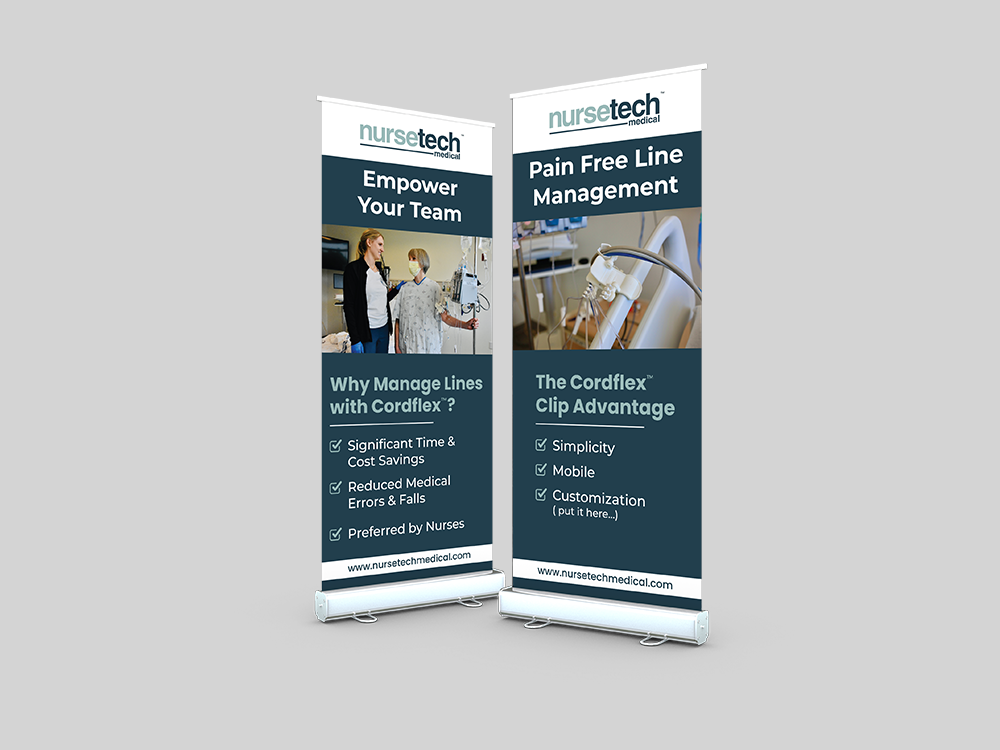 nursetech™
medical
Empower
Your Team
Why Manage Lines
with Cordflex™?
Significant Time &
Cost Savings
Reduced Medical
Errors & Falls
Preferred by Nurses
www.nursetechmedical.com
nursetech™
medical
Pain Free Line
Management
The Cordflex™
Clip Advantage
Simplicity
Mobile
Customization
( put it here...)
www.nursetechmedical.com